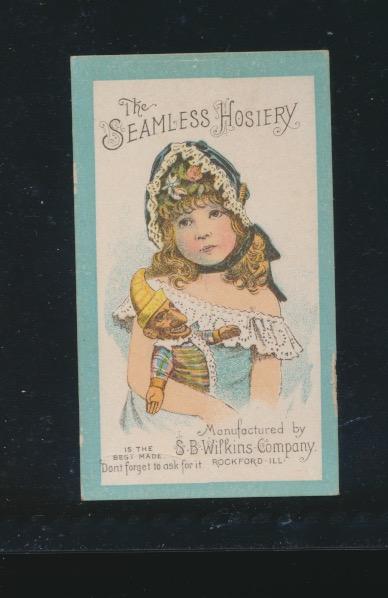 The
SEAMLESS HOSIERY
Manufactured by
IS THE
BEST MADE.
S.B. Wilkins Company.
Dont forget to ask for it.
ROCKFORD · ILL.